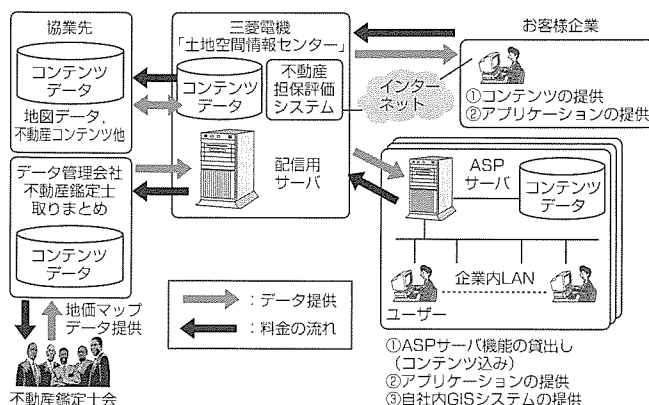 協業先
コンテンツ
データ
地図データ，
不動産コンテンツ他
データ管理会社
不動産鑑定士
取りまとめ
コンテンツ
データ
地価マップ
データ提供
不動産鑑定士会
三菱電機
「土地空間情報センター」
コンテンツ
データ
不動産
担保評価
システム
配信用
サーバ
：データ提供
：料金の流れ
インター
ネット
お客様企業
①コンテンツの提供
②アプリケーションの提供
ASP
サーバ
コンテンツ
データ
企業内LAN
ユーザー
①ASPサーバ機能の貸出し
（コンテンツ込み）
②アプリケーションの提供
③自社内GISシステムの提供